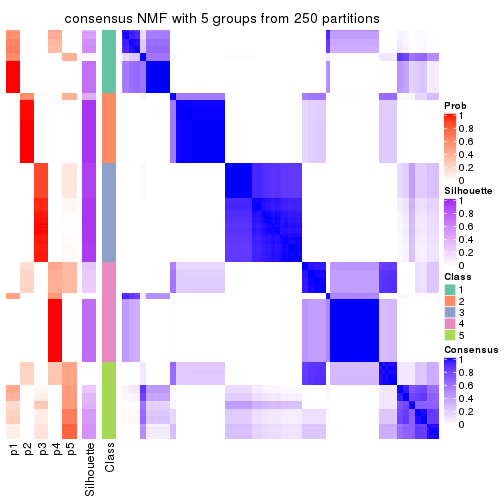 consensus NMF with 5 groups from 250 partitions
Prob
1
0.8
0.6
0.4
0.2
0
Silhouette
1
0.8
0.6
0.4
0.2
0
Class
1
2
3
4
5
Consensus
1
0.8
0.6
0.4
0.2
0
p1
p2
p3
p4
p5
Silhouette
Class